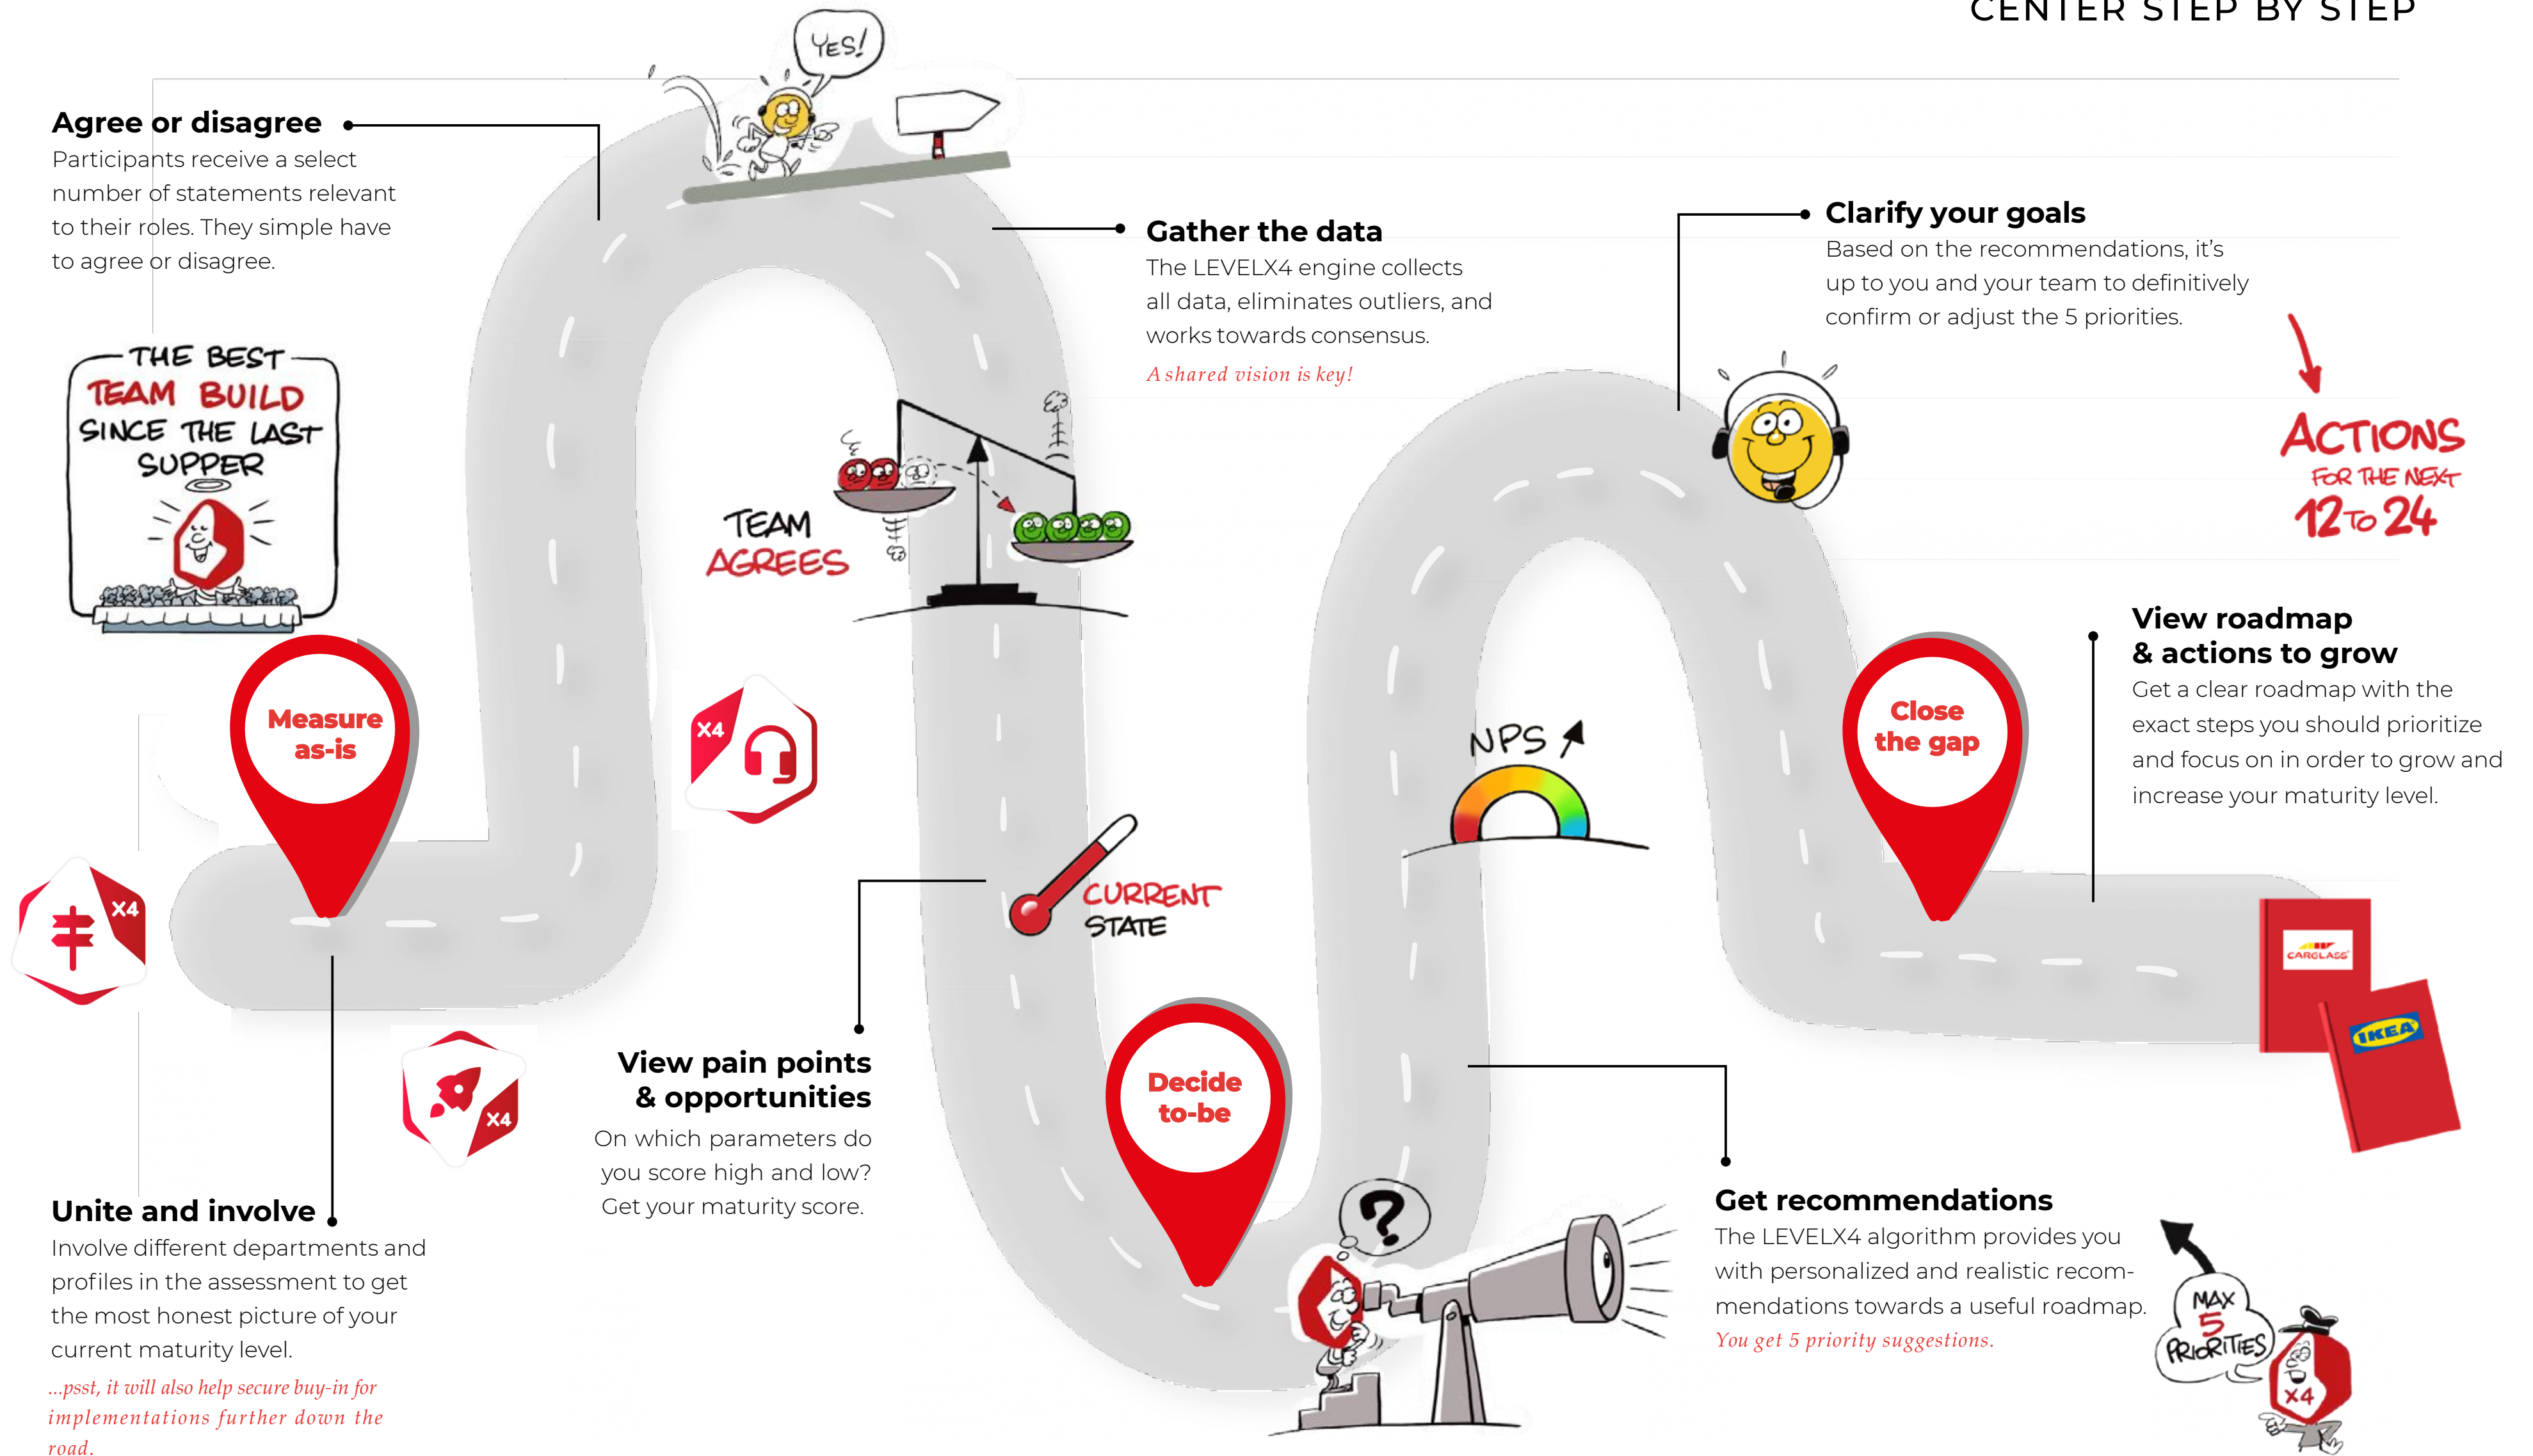 CENTER STEP BY STEP
YES!
Agree or disagree
Participants receive a select
number of statements relevant
to their roles. They simple have
to agree or disagree.
Gather the data
The LEVELX4 engine collects
all data, eliminates outliers, and
works towards consensus.
A shared vision is key!
Clarify your goals
Based on the recommendations, it’s
up to you and your team to definitively
confirm or adjust the 5 priorities.
THE BEST
TEAM BUILD
SINCE THE LAST
SUPPER
TEAM
AGREES
ACTIONS
FOR THE NEXT
12 TO 24
View roadmap
& actions to grow
Get a clear roadmap with the
exact steps you should prioritize
and focus on in order to grow and
increase your maturity level.
Measure
as-is
X4
NPS
Close
the gap
X4
CURRENT
STATE
CARGLASS
IKEA
X4
View pain points
& opportunities
On which parameters do
you score high and low?
Get your maturity score.
Decide
to-be
Unite and involve
Involve different departments and
profiles in the assessment to get
the most honest picture of your
current maturity level.
...psst, it will also help secure buy-in for
implementations further down the
road.
?
Get recommendations
The LEVELX4 algorithm provides you
with personalized and realistic recom-
mendations towards a useful roadmap.
You get 5 priority suggestions.
MAX
5
PRIORITIES
X4